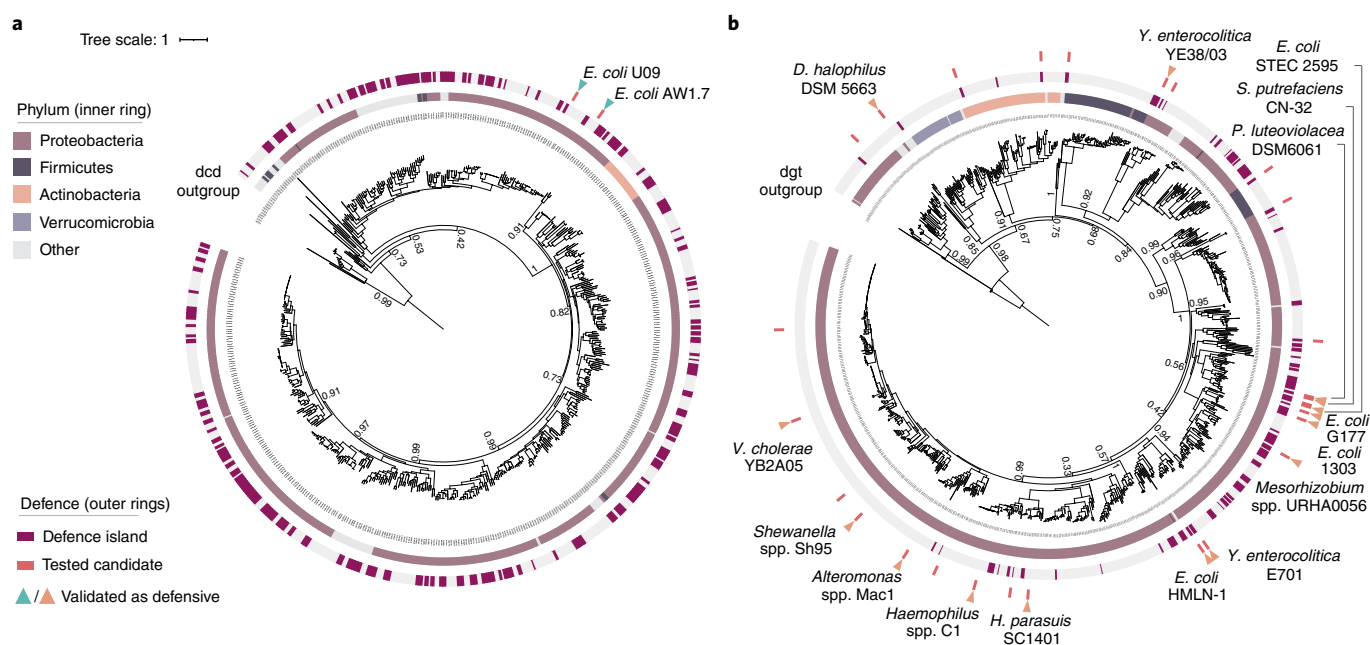 a
Tree scale: 1
Phylum (inner ring)
Proteobacteria
Firmicutes
Actinobacteria
Verrucomicrobia
Other
Defence (outer rings)
Defence island
Tested candidate
/ Validated as defensive
dcd
outgroup
E. coli U09
E. coli AW1.7
0.99
0.73
0.53
0.42
0.91
1
0.82
0.73
0.99
0.99
0.97
0.91
b
dgt
outgroup
D. halophilus
DSM 5663
Y. enterocolitica
YE38/03
E. coli
STEC 2595
S. putrefaciens
CN-32
P. luteoviolacea
DSM6061
E. coli
G177
E. coli
1303
Mesorhizobium
spp. URHA0056
Y. enterocolitica
E701
E. coli
HMLN-1
H. parasuis
SC1401
Haemophilus
spp. C1
Alteromonas
spp. Mac1
Shewanella
spp. Sh95
V. cholerae
YB2A05
0.99
0.85
0.98
0.91
0.67
1
0.75
0.92
0.84
0.99
0.96
0.90
0.95
1
0.56
0.94
1
0.57
0.33